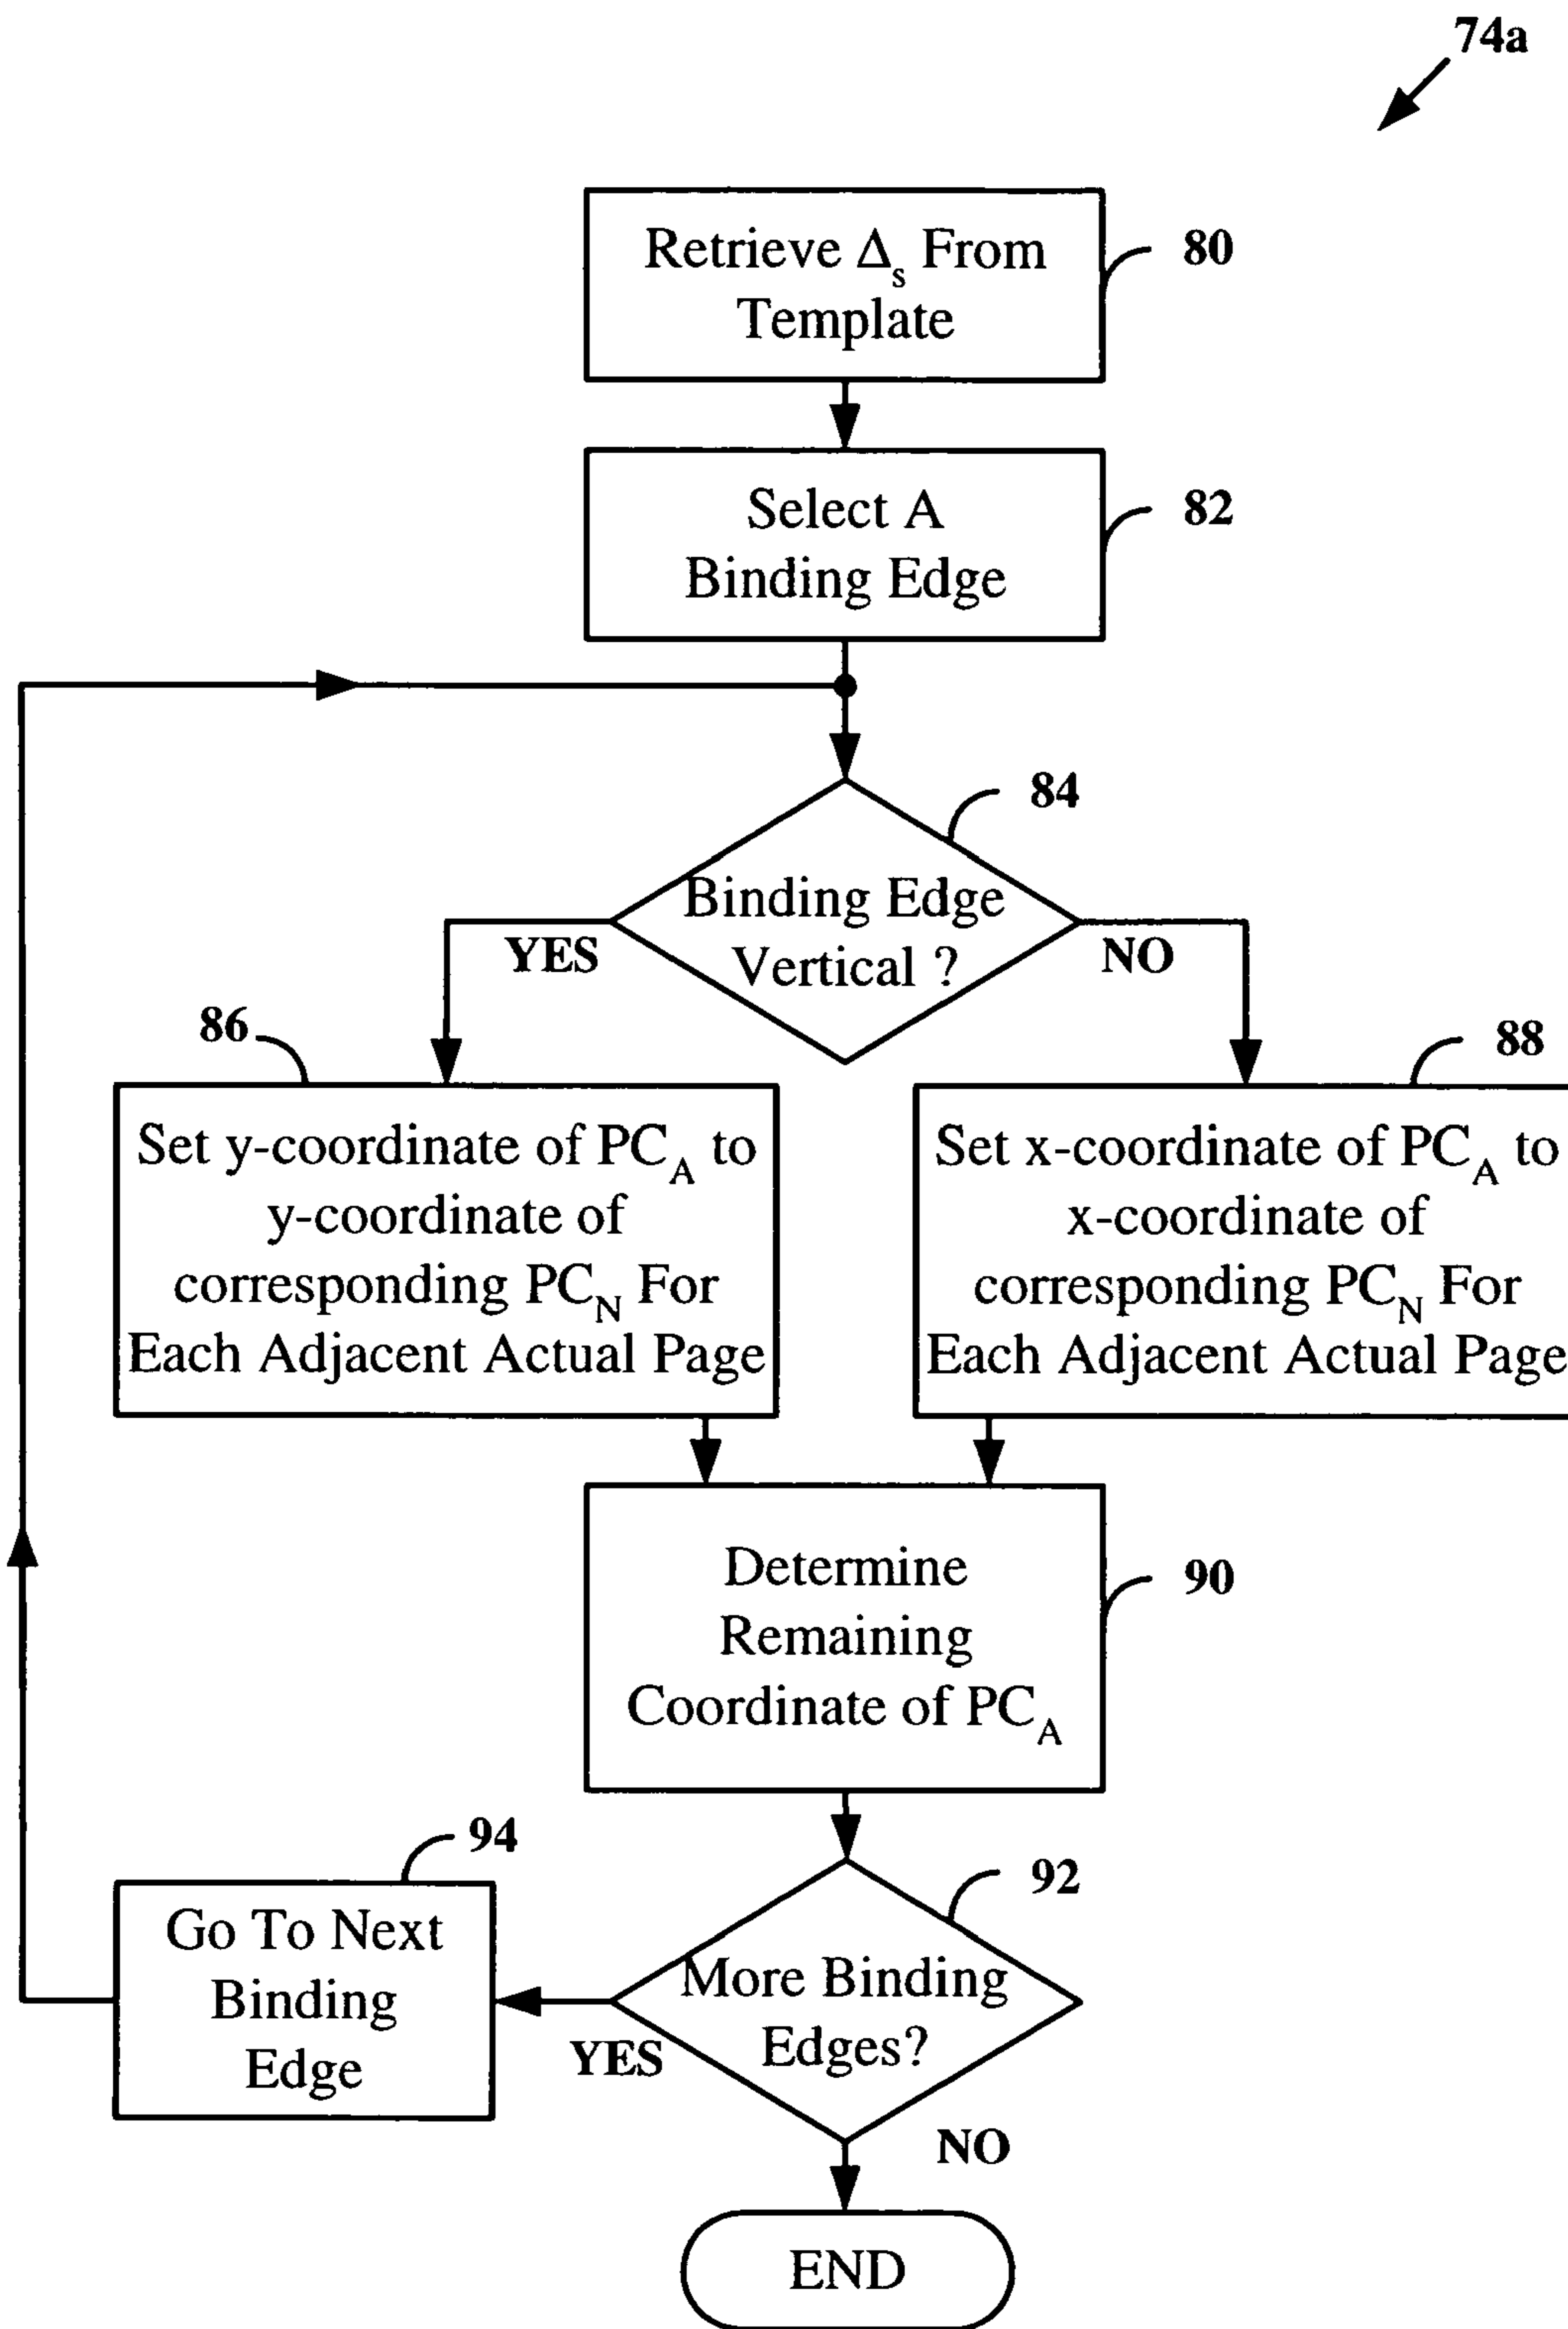 74a
Retrieve Δs From
Template
80
Select A
Binding Edge
82
84
Binding Edge
Vertical ?
YES
NO
86
88
Set y-coordinate of PCA to
y-coordinate of
corresponding PCN For
Each Adjacent Actual Page
Set x-coordinate of PCA to
x-coordinate of
corresponding PCN For
Each Adjacent Actual Page
Determine
Remaining
Coordinate of PCA
90
94
Go To Next
Binding
Edge
92
More Binding
Edges?
YES
NO
END